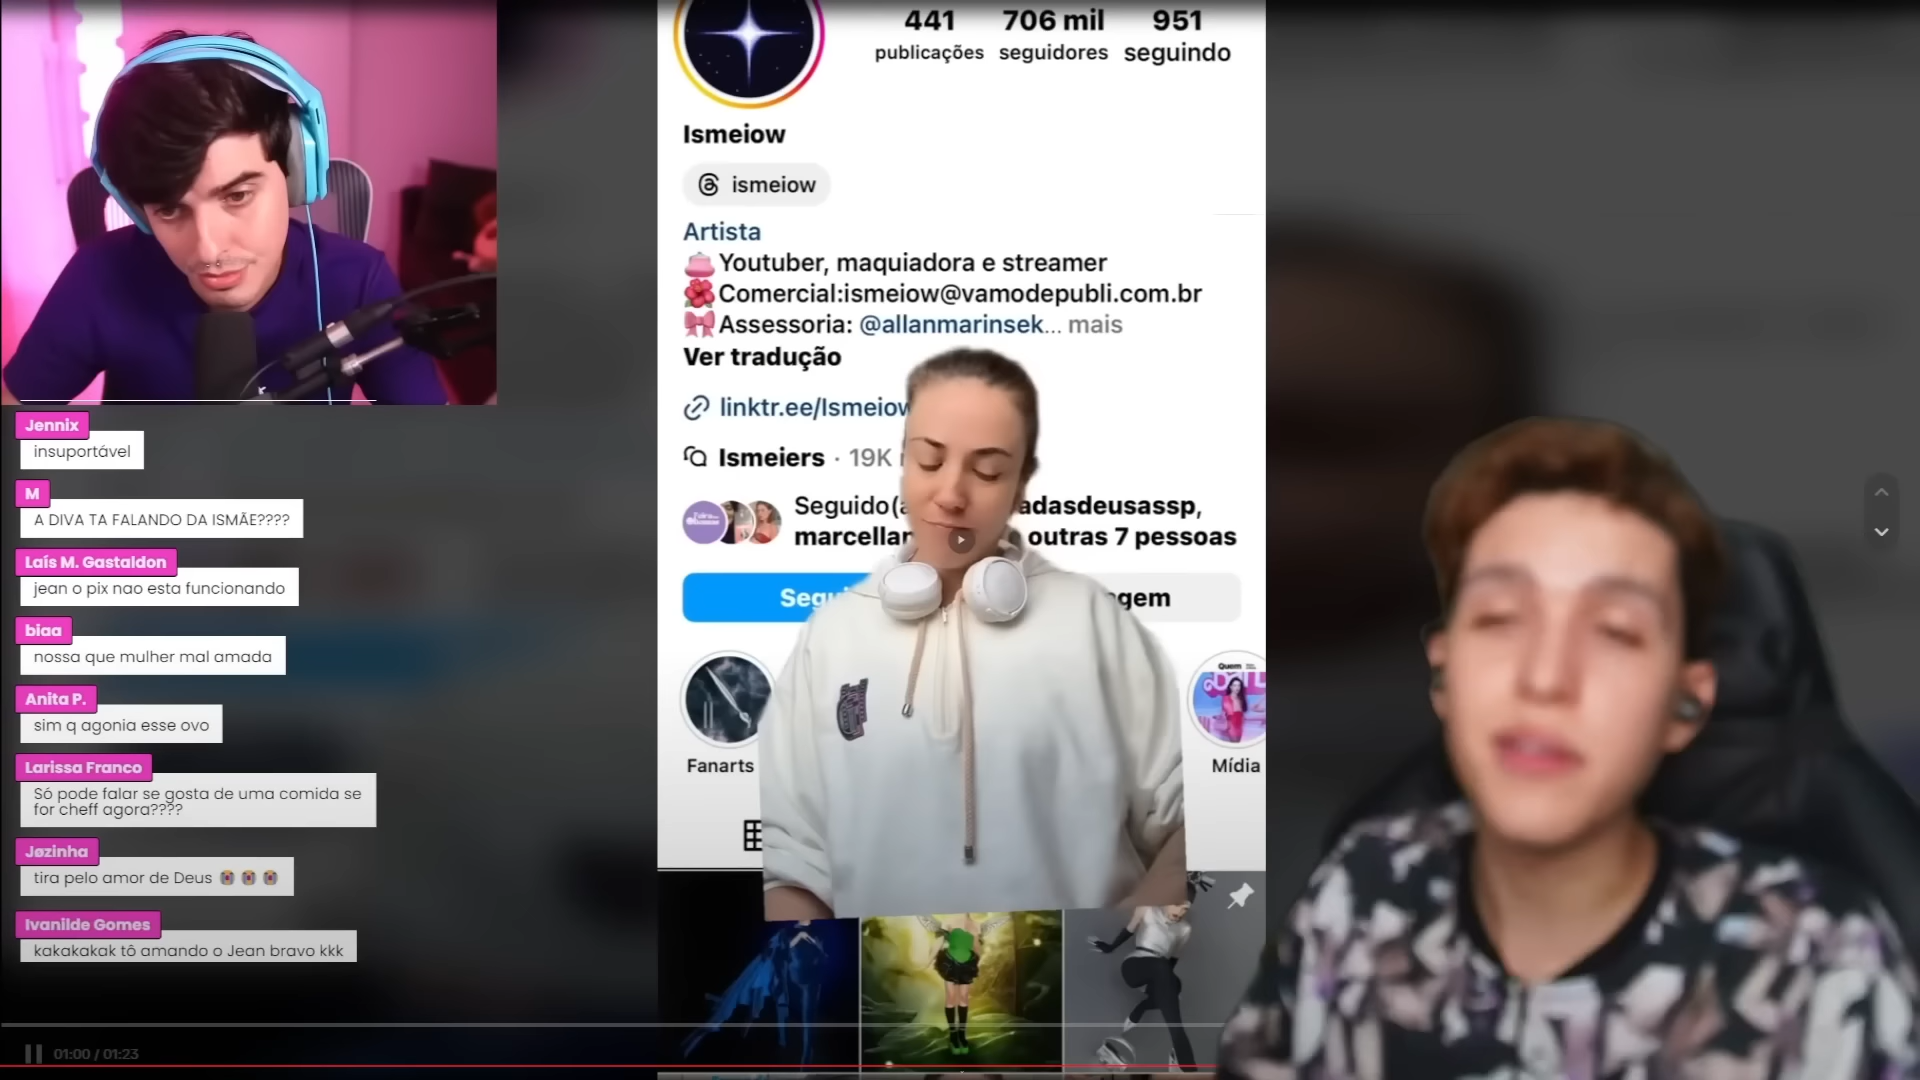 441 706 mil 951
publicações seguidores seguindo
Ismeiow
ismeiow
Artista
Youtuber, maquiadora e streamer
Comercial:ismeiow@vamodepubli.com.br
Assessoria: @allanmarinsek... mais
Ver tradução
linktr.ee/Ismeiow
Ismeiers · 19K
Seguido(a adasdeusassp,
marcellar outras 7 pessoas
Segui gem
Quem
Fanarts Mídia
Jennix
insuportável
M
A DIVA TA FALANDO DA ISMÃE????
Laís M. Gastaldon
jean o pix nao esta funcionando
biaa
nossa que mulher mal amada
Anita P.
sim q agonia esse ovo
Larissa Franco
Só pode falar se gosta de uma comida se
for cheff agora????
Jøzinha
tira pelo amor de Deus
Ivanilde Gomes
kakakakak tô amando o Jean bravo kkk
01:00 / 01:23